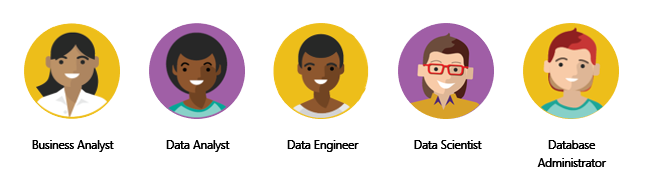 Business Analyst
Data Analyst
Data Engineer
Data Scientist
Database
Administrator